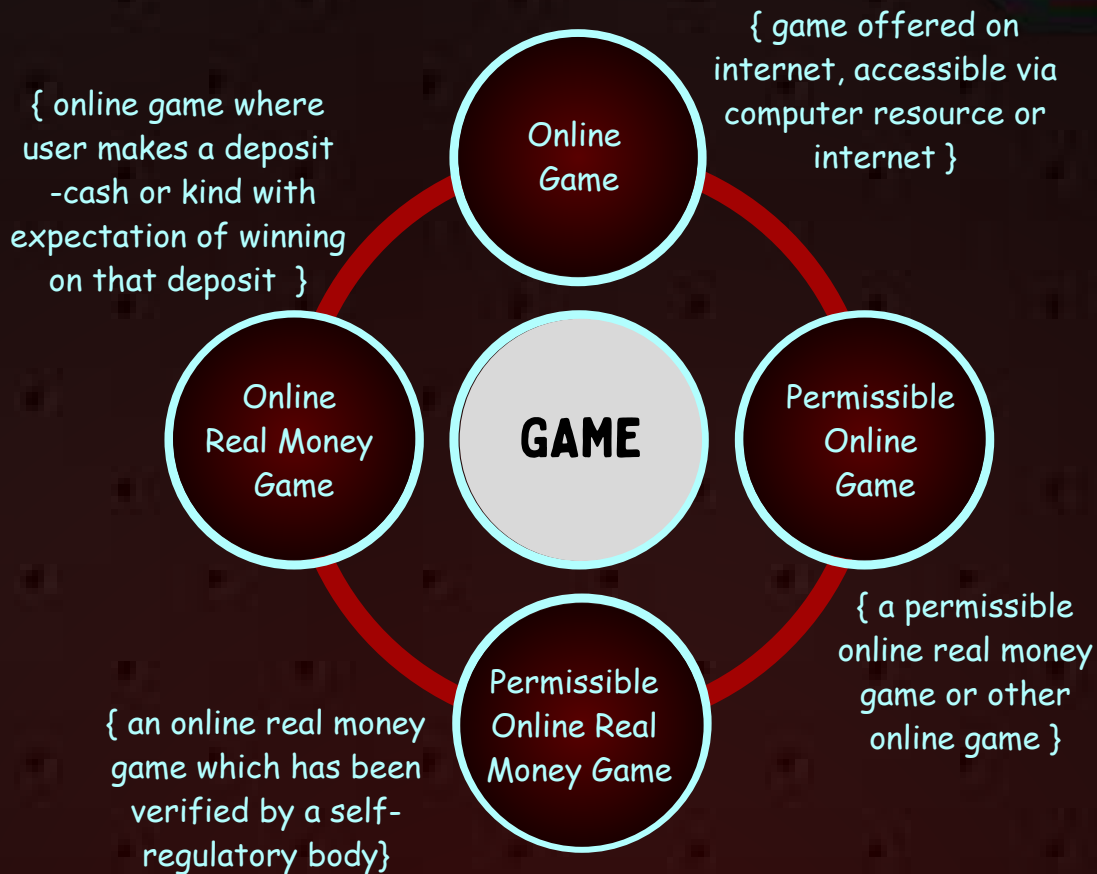 { game offered on
internet, accessible via
computer resource or
internet }
{ online game where
user makes a deposit
-cash or kind with
expectation of winning
on that deposit  }
Online
Game
Online
Real Money
Game
GAME
Permissible
Online
Game
{ a permissible
online real money
game or other
online game }
Permissible
Online Real
Money Game
{ an online real money
game which has been
verified by a self-
regulatory body}